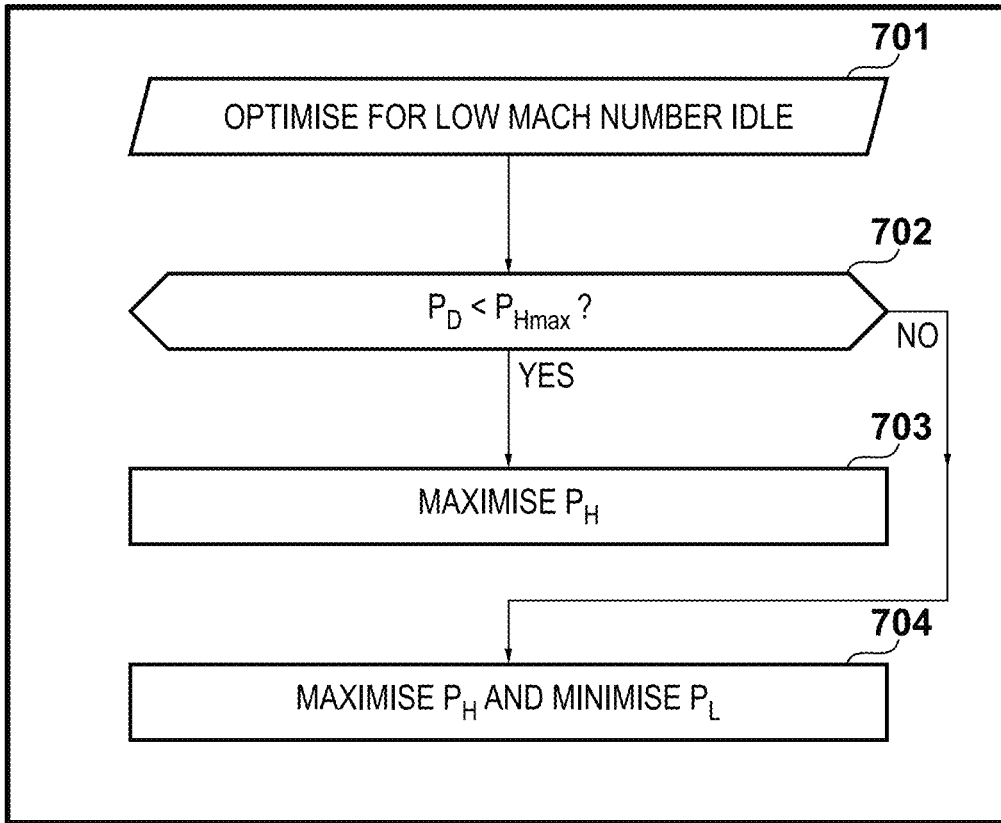 701
OPTIMISE FOR LOW MACH NUMBER IDLE
702
P_D < P_Hmax ?
NO
YES
703
MAXIMISE P_H
704
MAXIMISE P_H AND MINIMISE P_L